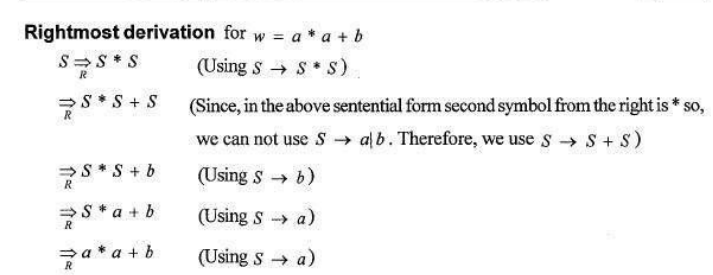 Rightmost derivation for w = a * a + b
S ⇒ S * S (Using S → S * S)
R
⇒ S * S + S (Since, in the above sentential form second symbol from the right is * so,
R
we can not use S → a|b. Therefore, we use S → S + S)
⇒ S * S + b (Using S → b)
R
⇒ S * a + b (Using S → a)
R
⇒ a * a + b (Using S → a)
R